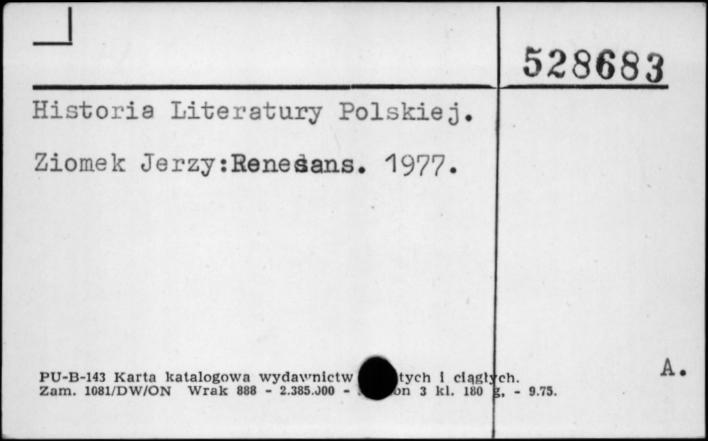 528683
Historia Literatury Polskiej.
Ziomek Jerzy:Renesans. 1977.
A.
PU-B-143 Karta katalogowa wydawnictw tych i ciągłych.
Zam. 1081/DW/ON Wrak 888 - 2.385.000 - on 3 kl. 180 g. - 9.75.